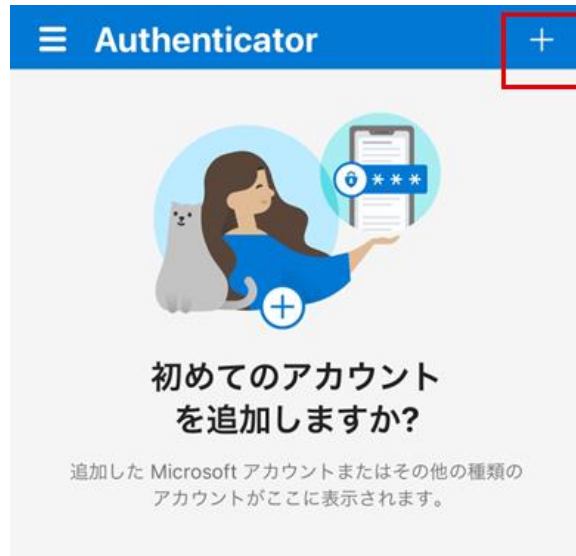 Authenticator
***
初めてのアカウント
を追加しますか?
追加した Microsoft アカウントまたはその他の種類の
アカウントがここに表示されます。